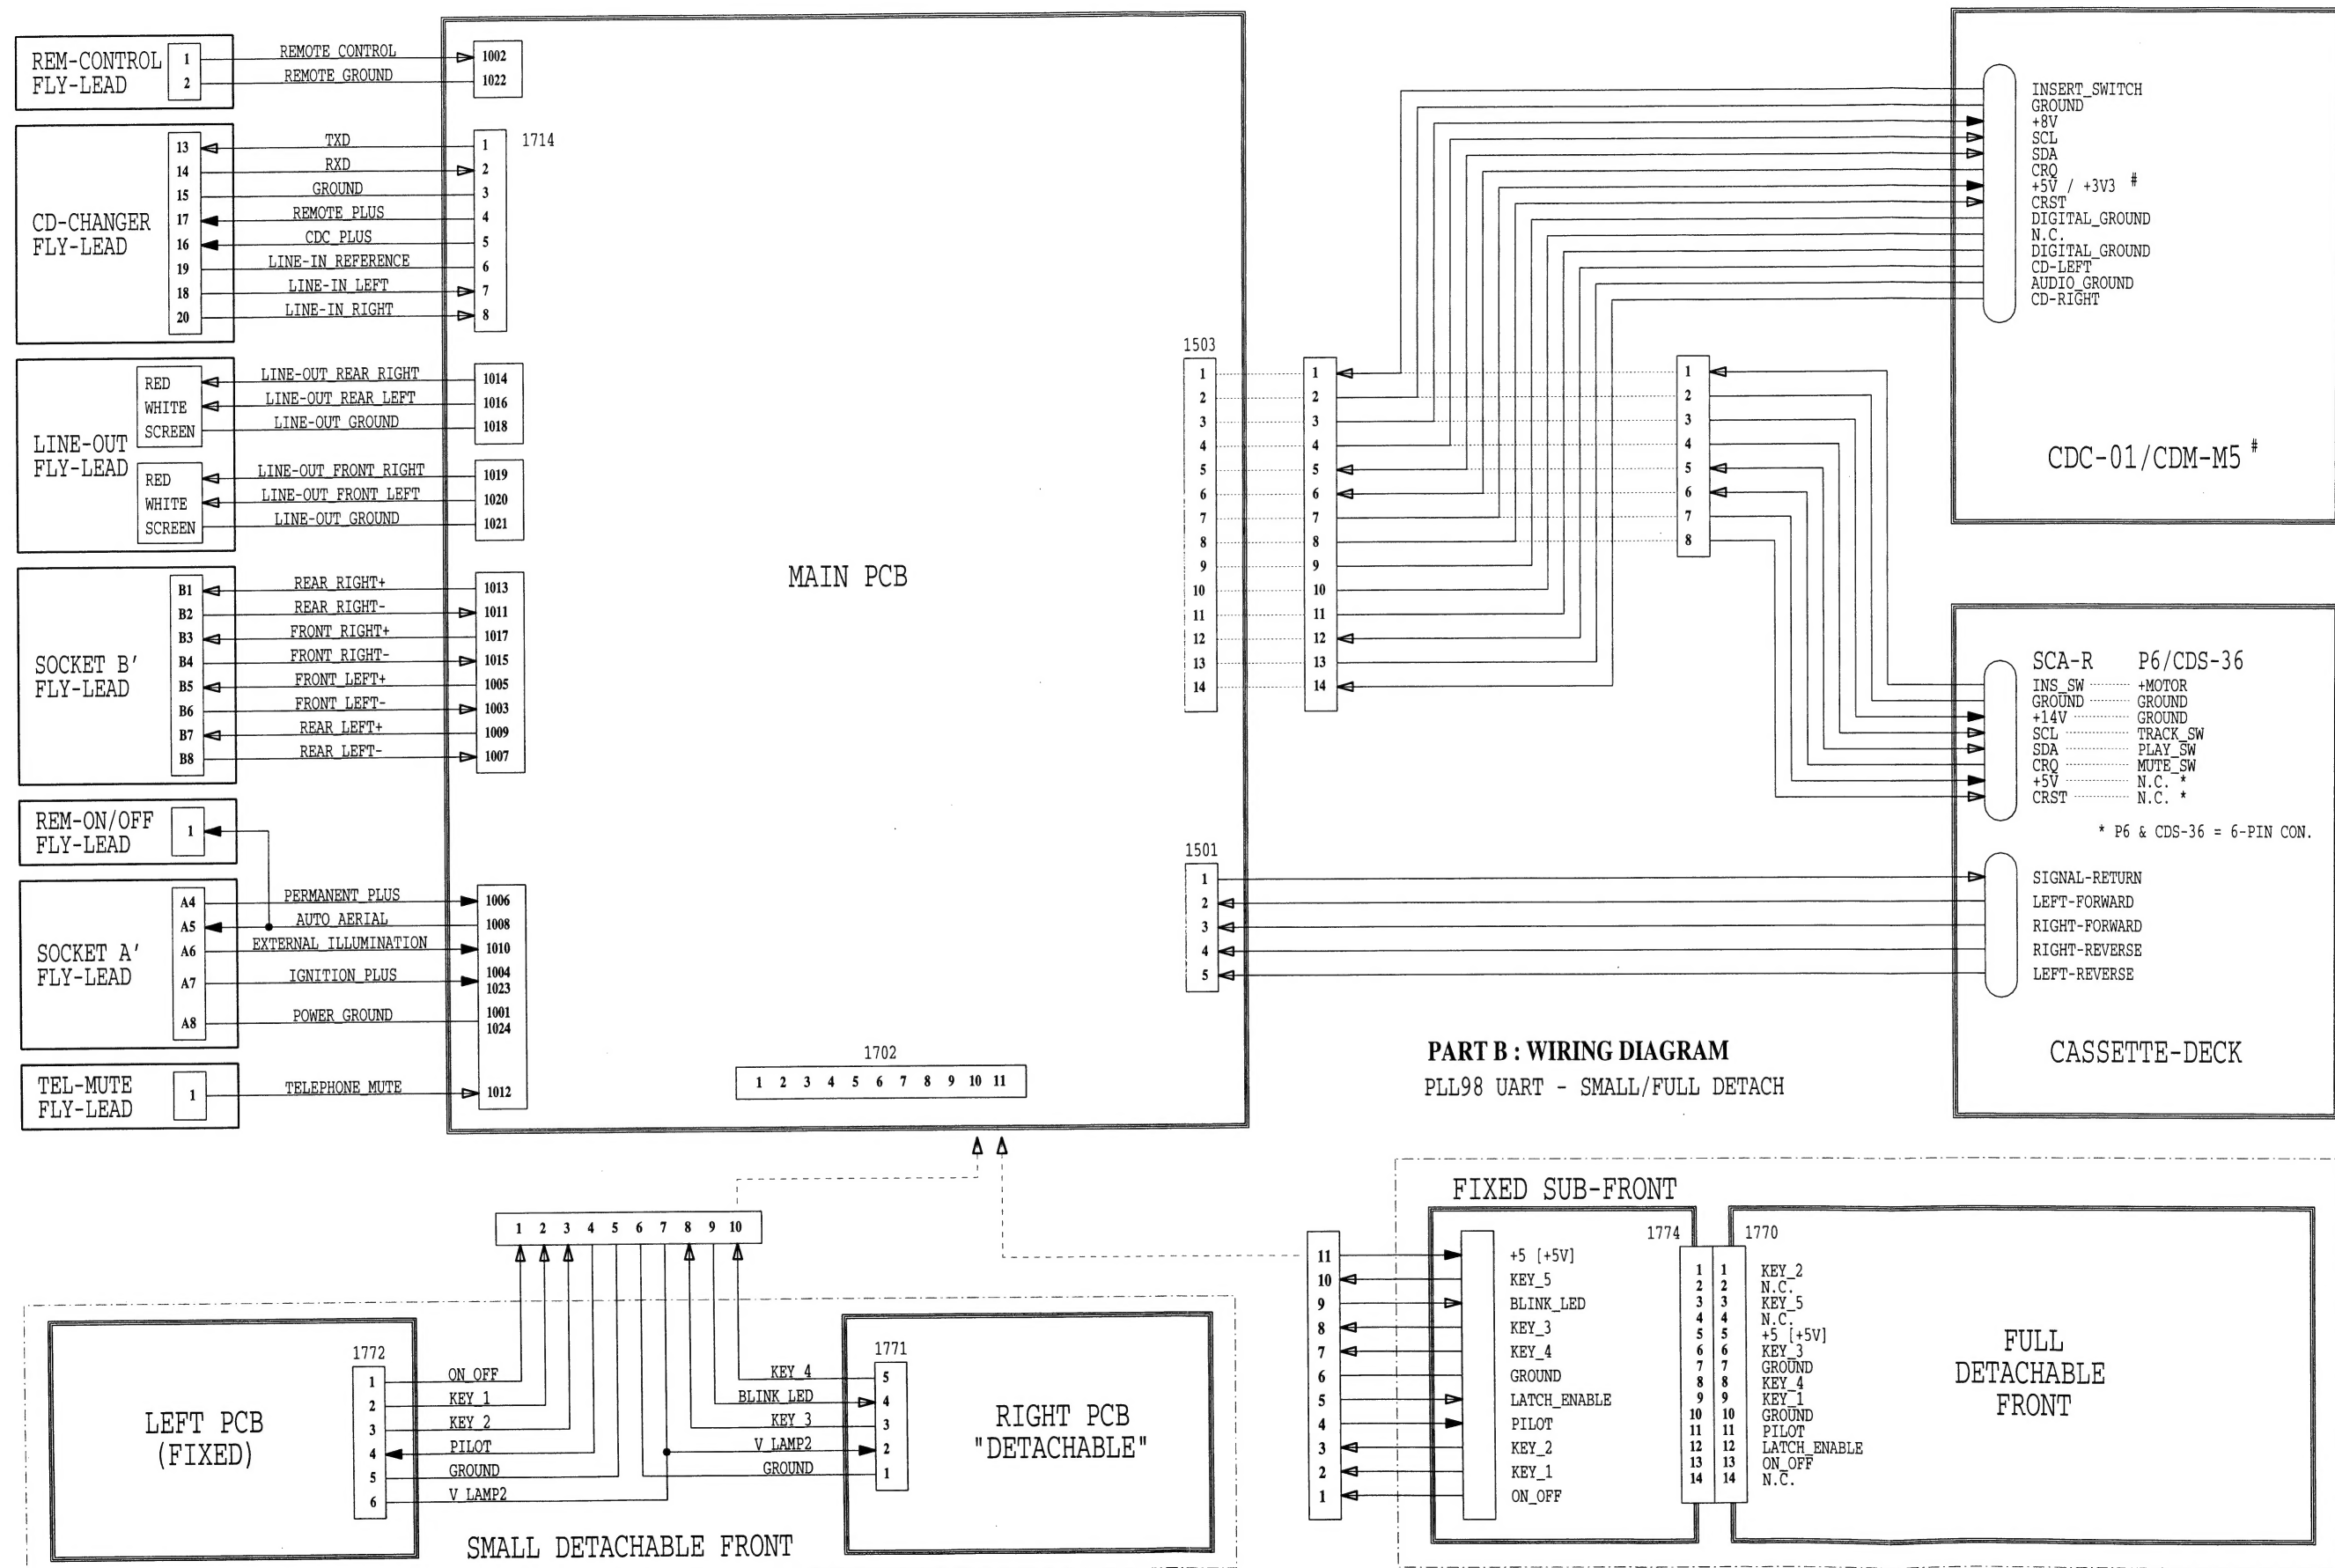 REM-CONTROL
FLY-LEAD
1
2
REMOTE_CONTROL
REMOTE_GROUND
1002
1022
CD-CHANGER
FLY-LEAD
13 TXD 1
14 RXD 2
15 GROUND 3
17 REMOTE_PLUS 4
16 CDC_PLUS 5
19 LINE-IN_REFERENCE 6
18 LINE-IN_LEFT 7
20 LINE-IN_RIGHT 8
1714
LINE-OUT
FLY-LEAD
RED LINE-OUT_REAR_RIGHT 1014
WHITE LINE-OUT_REAR_LEFT 1016
SCREEN LINE-OUT_GROUND 1018
RED LINE-OUT_FRONT_RIGHT 1019
WHITE LINE-OUT_FRONT_LEFT 1020
SCREEN LINE-OUT_GROUND 1021
SOCKET B'
FLY-LEAD
B1 REAR_RIGHT+ 1013
B2 REAR_RIGHT- 1011
B3 FRONT_RIGHT+ 1017
B4 FRONT_RIGHT- 1015
B5 FRONT_LEFT+ 1005
B6 FRONT_LEFT- 1003
B7 REAR_LEFT+ 1009
B8 REAR_LEFT- 1007
REM-ON/OFF
FLY-LEAD
1
SOCKET A'
FLY-LEAD
A4 PERMANENT_PLUS 1006
A5 AUTO_AERIAL 1008
A6 EXTERNAL_ILLUMINATION 1010
A7 IGNITION_PLUS 1004
1023
A8 POWER_GROUND 1001
1024
TEL-MUTE
FLY-LEAD
1 TELEPHONE_MUTE 1012
MAIN PCB
1702
1 2 3 4 5 6 7 8 9 10 11
1503
1 1 1
2 2 2
3 3 3
4 4 4
5 5 5
6 6 6
7 7 7
8 8 8
9 9
10 10
11 11
12 12
13 13
14 14
1501
1
2
3
4
5
INSERT_SWITCH
GROUND
+8V
SCL
SDA
CRQ
+5V / +3V3 #
CRST
DIGITAL_GROUND
N.C.
DIGITAL_GROUND
CD-LEFT
AUDIO_GROUND
CD-RIGHT
CDC-01/CDM-M5 #
SCA-R P6/CDS-36
INS_SW ........ +MOTOR
GROUND ........ GROUND
+14V ........ GROUND
SCL ........ TRACK_SW
SDA ........ PLAY_SW
CRQ ........ MUTE_SW
+5V ........ N.C. *
CRST ........ N.C. *
* P6 & CDS-36 = 6-PIN CON.
SIGNAL-RETURN
LEFT-FORWARD
RIGHT-FORWARD
RIGHT-REVERSE
LEFT-REVERSE
CASSETTE-DECK
PART B : WIRING DIAGRAM
PLL98 UART - SMALL/FULL DETACH
1 2 3 4 5 6 7 8 9 10
LEFT PCB
(FIXED)
1772
1 ON_OFF
2 KEY_1
3 KEY_2
4 PILOT
5 GROUND
6 V_LAMP2
1771
KEY_4 5
BLINK_LED 4
KEY_3 3
V_LAMP2 2
GROUND 1
RIGHT PCB
"DETACHABLE"
SMALL DETACHABLE FRONT
FIXED SUB-FRONT
11 +5 [+5V]
10 KEY_5
9 BLINK_LED
8 KEY_3
7 KEY_4
6 GROUND
5 LATCH_ENABLE
4 PILOT
3 KEY_2
2 KEY_1
1 ON_OFF
1774 1770
1 1 KEY_2
2 2 N.C.
3 3 KEY_5
4 4 N.C.
5 5 +5 [+5V]
6 6 KEY_3
7 7 GROUND
8 8 KEY_4
9 9 KEY_1
10 10 GROUND
11 11 PILOT
12 12 LATCH_ENABLE
13 13 ON_OFF
14 14 N.C.
FULL
DETACHABLE
FRONT